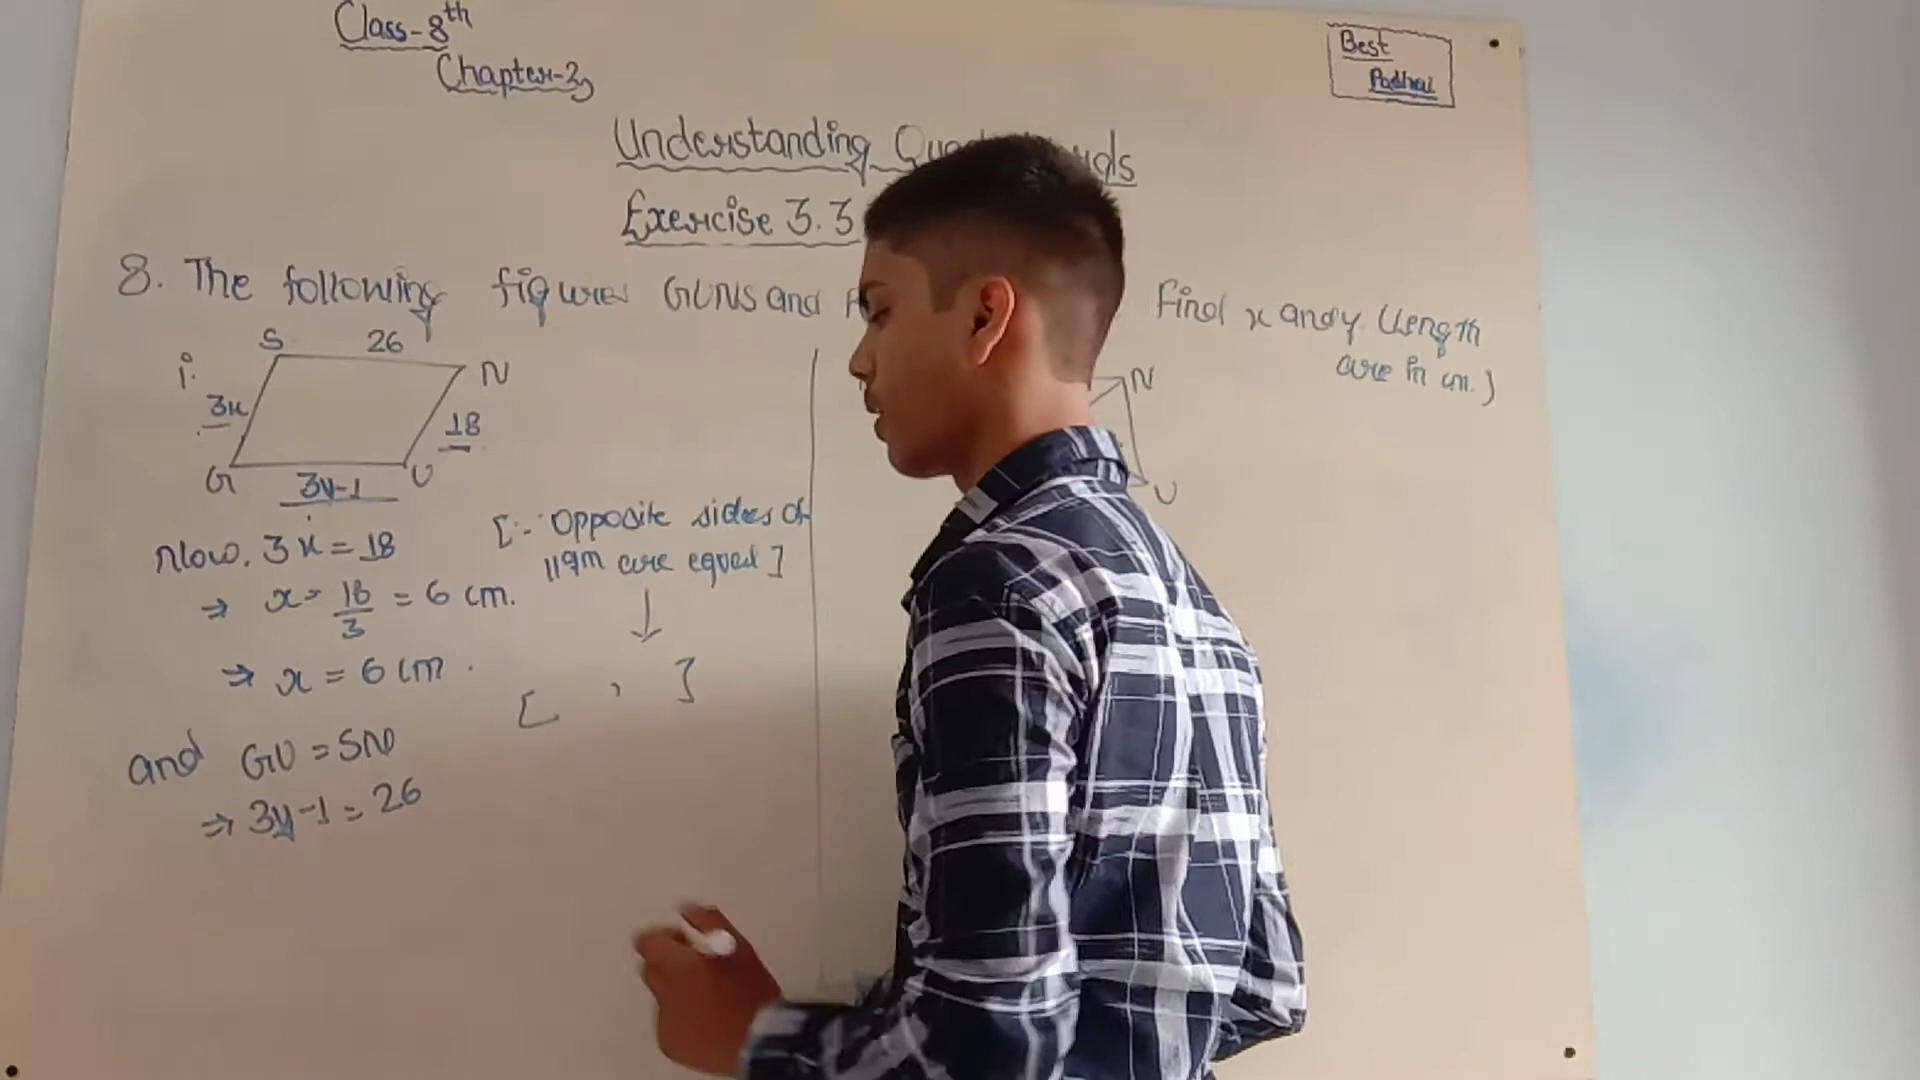 Class-8th
Chapter-3
Best
Padhai
Understanding
Exercise 3.3
8. The following figures GUNS and
Find x and y. (Length
are in cm.)
i.
S
26
N
3x
18
G
3y-1
U
N
U
Now, 3x = 18
[∵ Opposite sides of
||gm are equal]
⇒ x = 18/3 = 6 cm.
↓
⇒ x = 6 cm.
[ , ]
and GU = SN
⇒ 3y-1 = 26